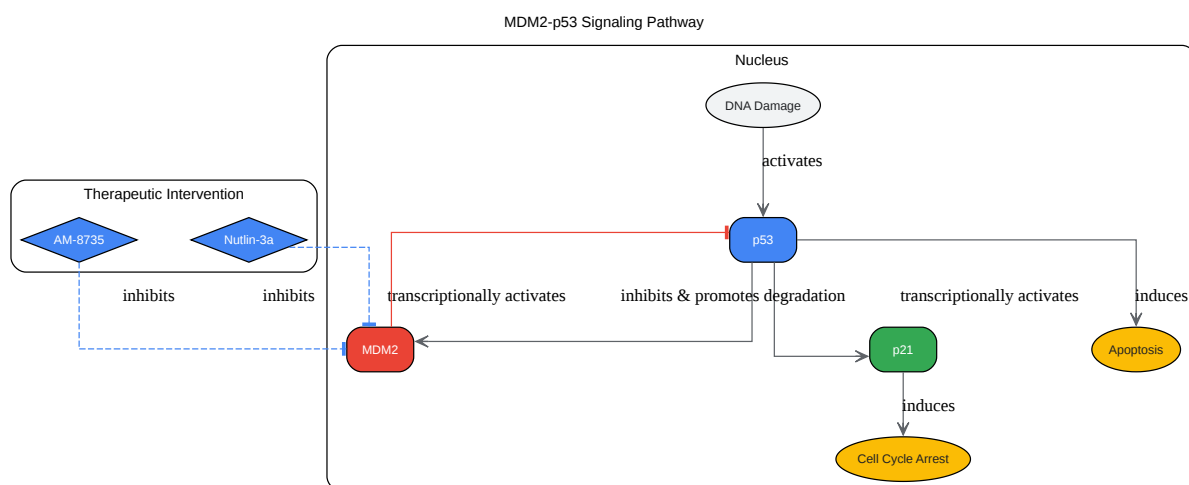 MDM2-p53 Signaling Pathway
Nucleus
DNA Damage
activates
Therapeutic Intervention
AM-8735
Nutlin-3a
p53
inhibits
inhibits
transcriptionally activates
inhibits & promotes degradation
transcriptionally activates
induces
MDM2
p21
Apoptosis
induces
Cell Cycle Arrest